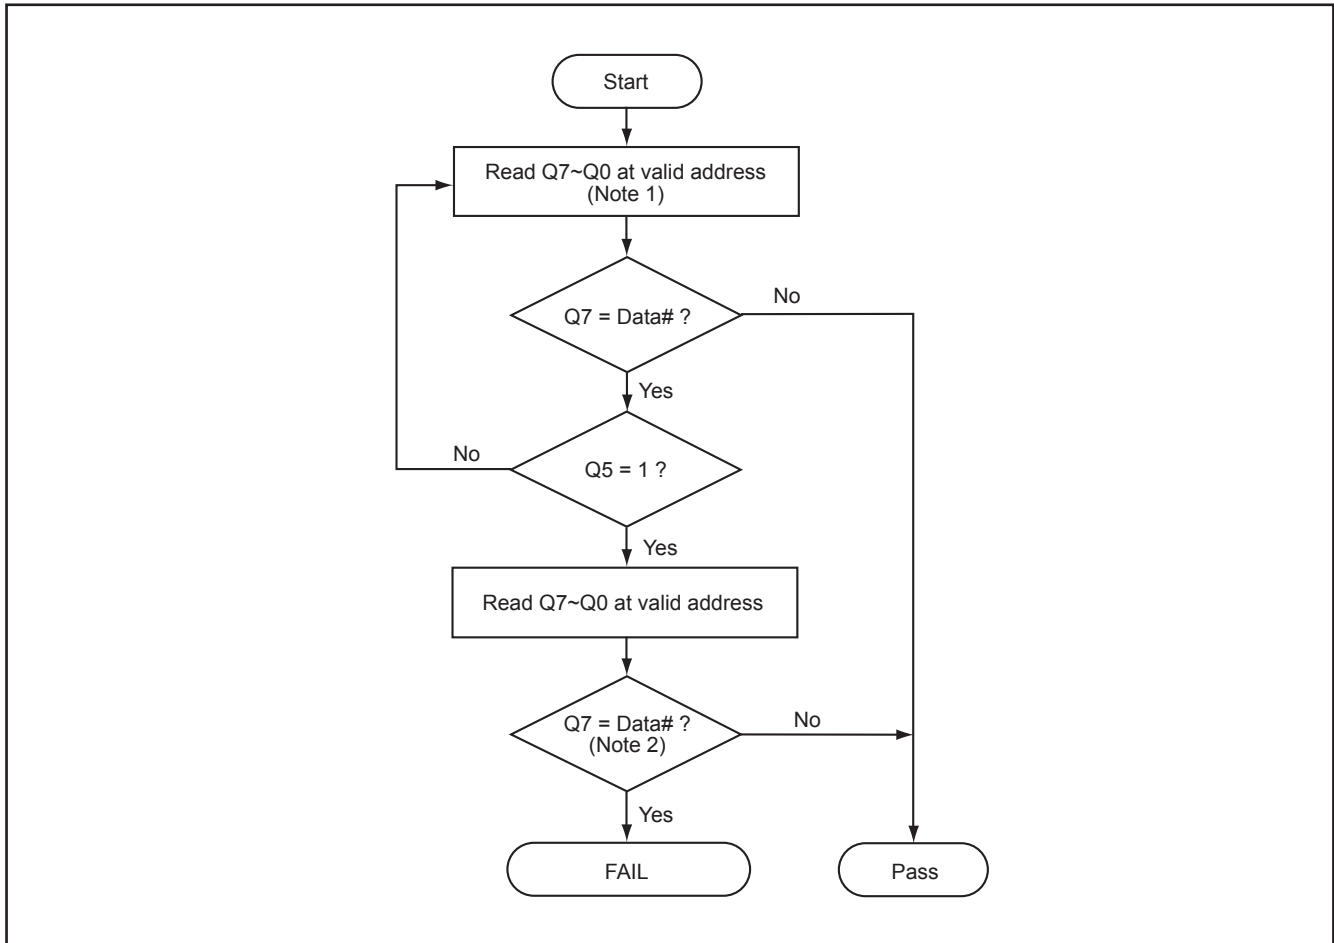 Start
Read Q7~Q0 at valid address
(Note 1)
Q7 = Data# ?
No
Yes
Q5 = 1 ?
No
Yes
Read Q7~Q0 at valid address
Q7 = Data# ?
(Note 2)
No
Yes
FAIL
Pass